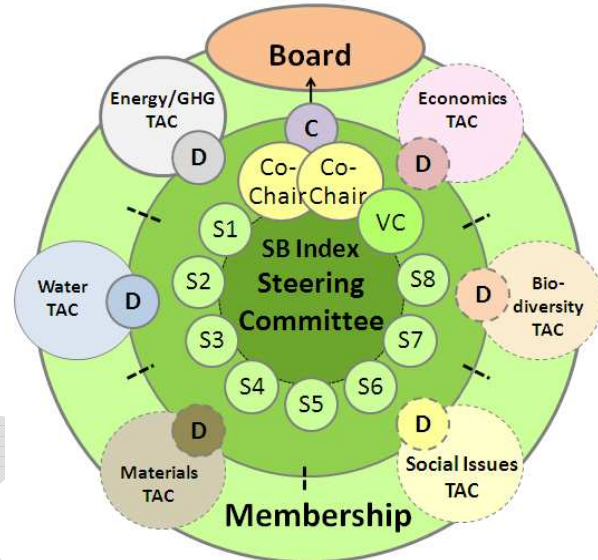 Board
Energy/GHG
TAC
D
C
Economics
TAC
D
Co-
Chair
Co-
Chair
VC
S1
SB Index
Steering
Committee
S2
S3
S4
S5
S6
S7
S8
Water
TAC
D
D
Bio-
diversity
TAC
D
Materials
TAC
D
Social Issues
TAC
Membership